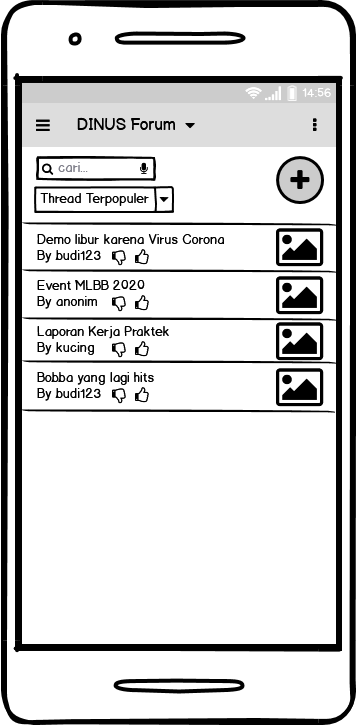 14:56
DINUS Forum
cari...
Thread Terpopuler
Demo libur karena Virus Corona
By budi123
Event MLBB 2020
By anonim
Laporan Kerja Praktek
By kucing
Bobba yang lagi hits
By budi123